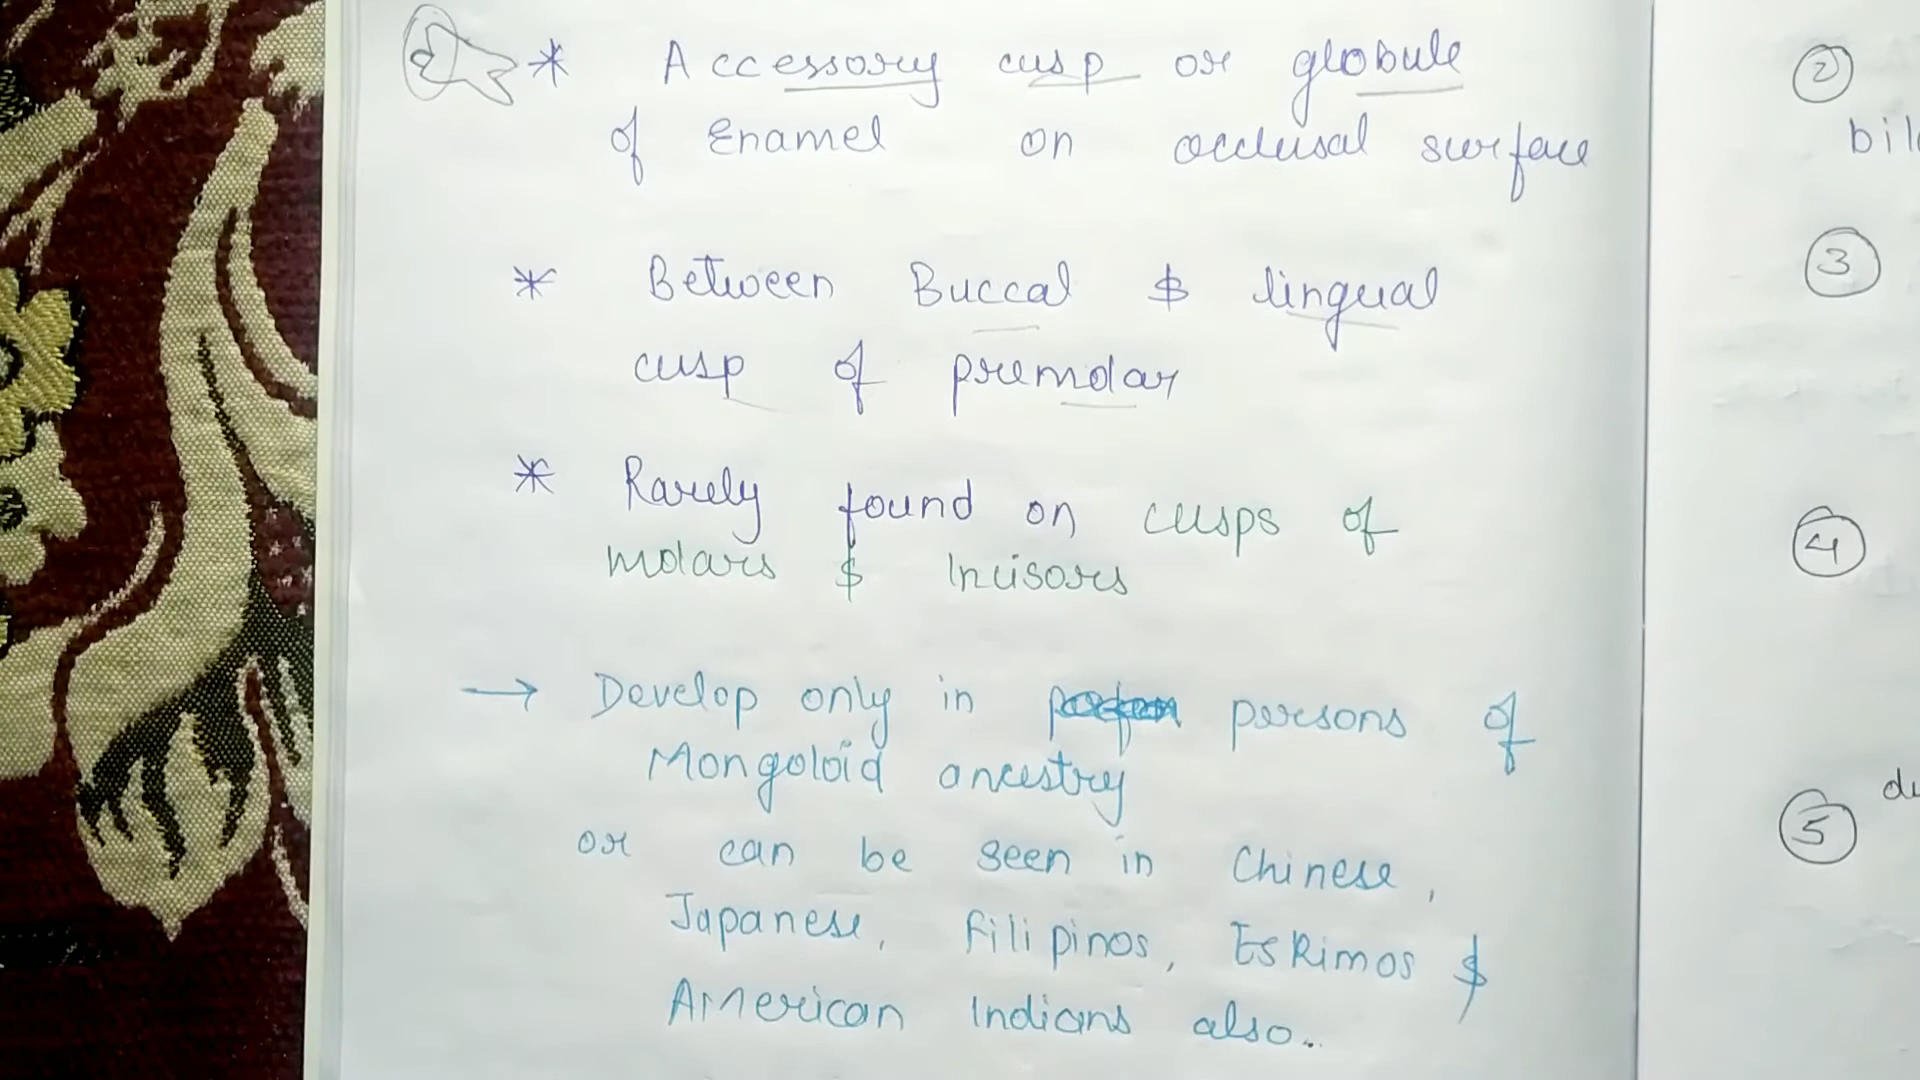 * Accessory cusp or globule
of Enamel on occlusal surface
* Between Buccal $ lingual
cusp of premolar
* Rarely found on cusps of
molars $ Incisors
→ Develop only in persons of
Mongoloid ancestry
or can be seen in Chinese,
Japanese, filipinos, Eskimos $
American Indians also..
②
③
④
⑤